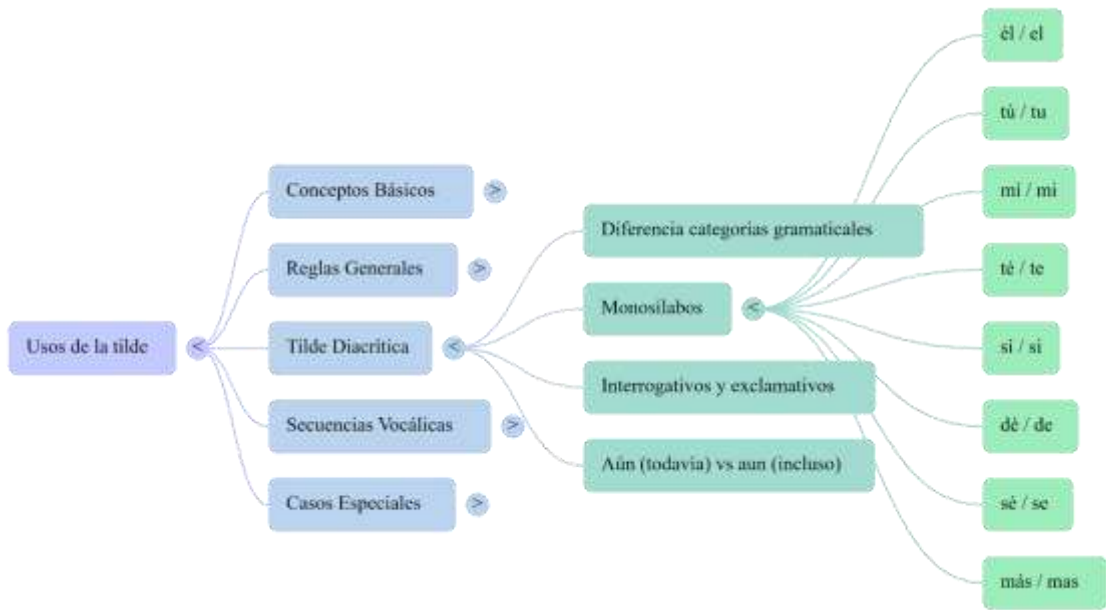 Usos de la tilde
Conceptos Básicos
Reglas Generales
Tilde Diacrítica
Secuencias Vocálicas
Casos Especiales
Diferencia categorías gramaticales
Monosílabos
Interrogativos y exclamativos
Aún (todavía) vs aun (incluso)
él / el
tú / tu
mí / mi
té / te
sí / si
dé / de
sé / se
más / mas